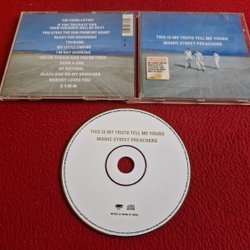 THE EVERLASTING
IF YOU TOLERATE THIS
YOUR CHILDREN WILL BE NEXT
YOU STOLE THE SUN FROM MY HEART
READY FOR DROWNING
TSUNAMI
MY LITTLE EMPIRE
I'M NOT WORKING
YOU'RE TENDER AND YOU'RE TIRED
BORN A GIRL
BE NATURAL
BLACK DOG ON MY SHOULDER
NOBODY LOVED YOU
S.Y.M.M.
THIS IS MY TRUTH TELL ME YOURS
MANIC STREET PREACHERS
THIS IS MY TRUTH TELL ME YOURS
MANIC STREET PREACHERS